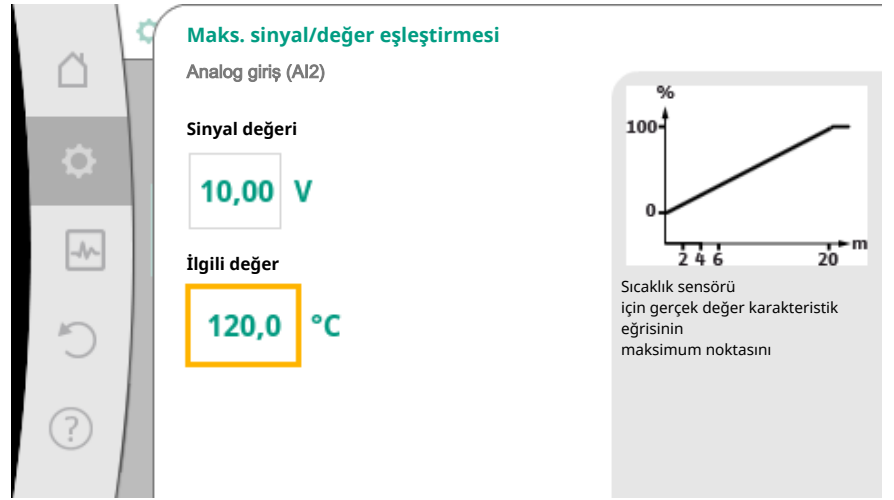 Maks. sinyal/değer eşleştirmesi
Analog giriş (AI2)
Sinyal değeri
10,00 V
İlgili değer
120,0 °C
%
100
0
2 4 6 20
m
Sıcaklık sensörü
için gerçek değer karakteristik
eğrisinin
maksimum noktasını
?